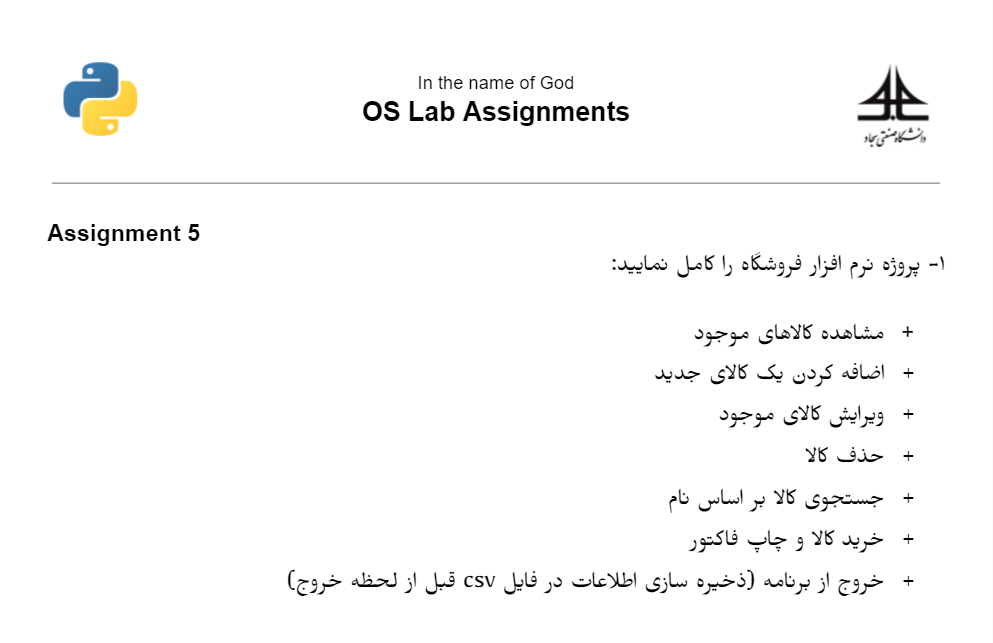 In the name of God
OS Lab Assignments
دانشگاه صنعتی سجاد
Assignment 5
۱- پروژه نرم افزار فروشگاه را کامل نمایید:
+ مشاهده کالاهای موجود
+ اضافه کردن یک کالای جدید
+ ویرایش کالای موجود
+ حذف کالا
+ جستجوی کالا بر اساس نام
+ خرید کالا و چاپ فاکتور
+ خروج از برنامه (ذخیره سازی اطلاعات در فایل csv قبل از لحظه خروج)